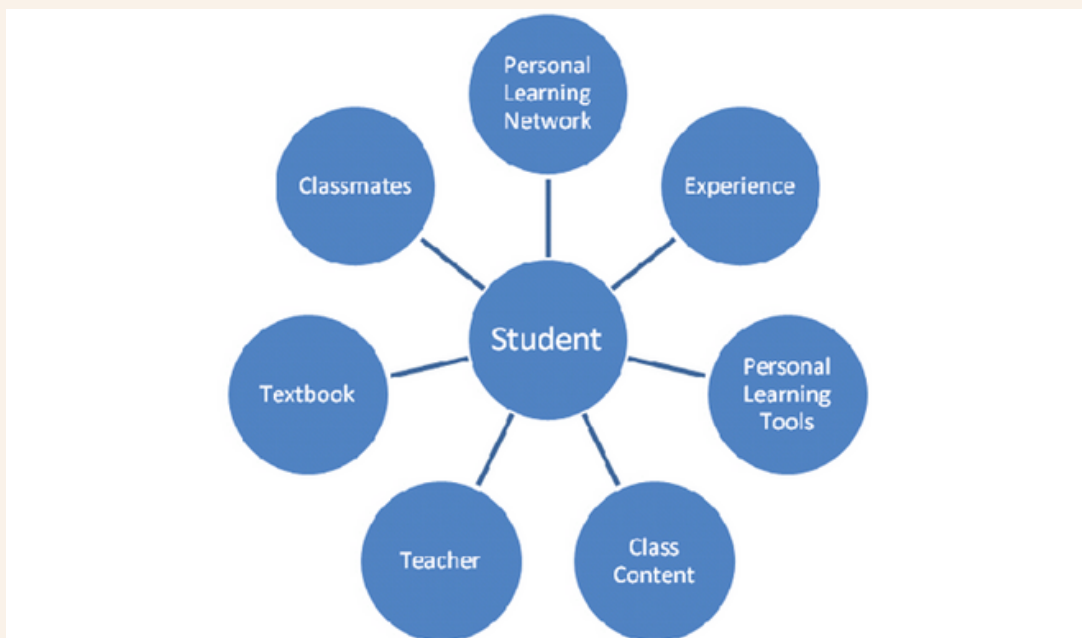 Personal
Learning
Network
Classmates
Experience
Student
Textbook
Personal
Learning
Tools
Teacher
Class
Content